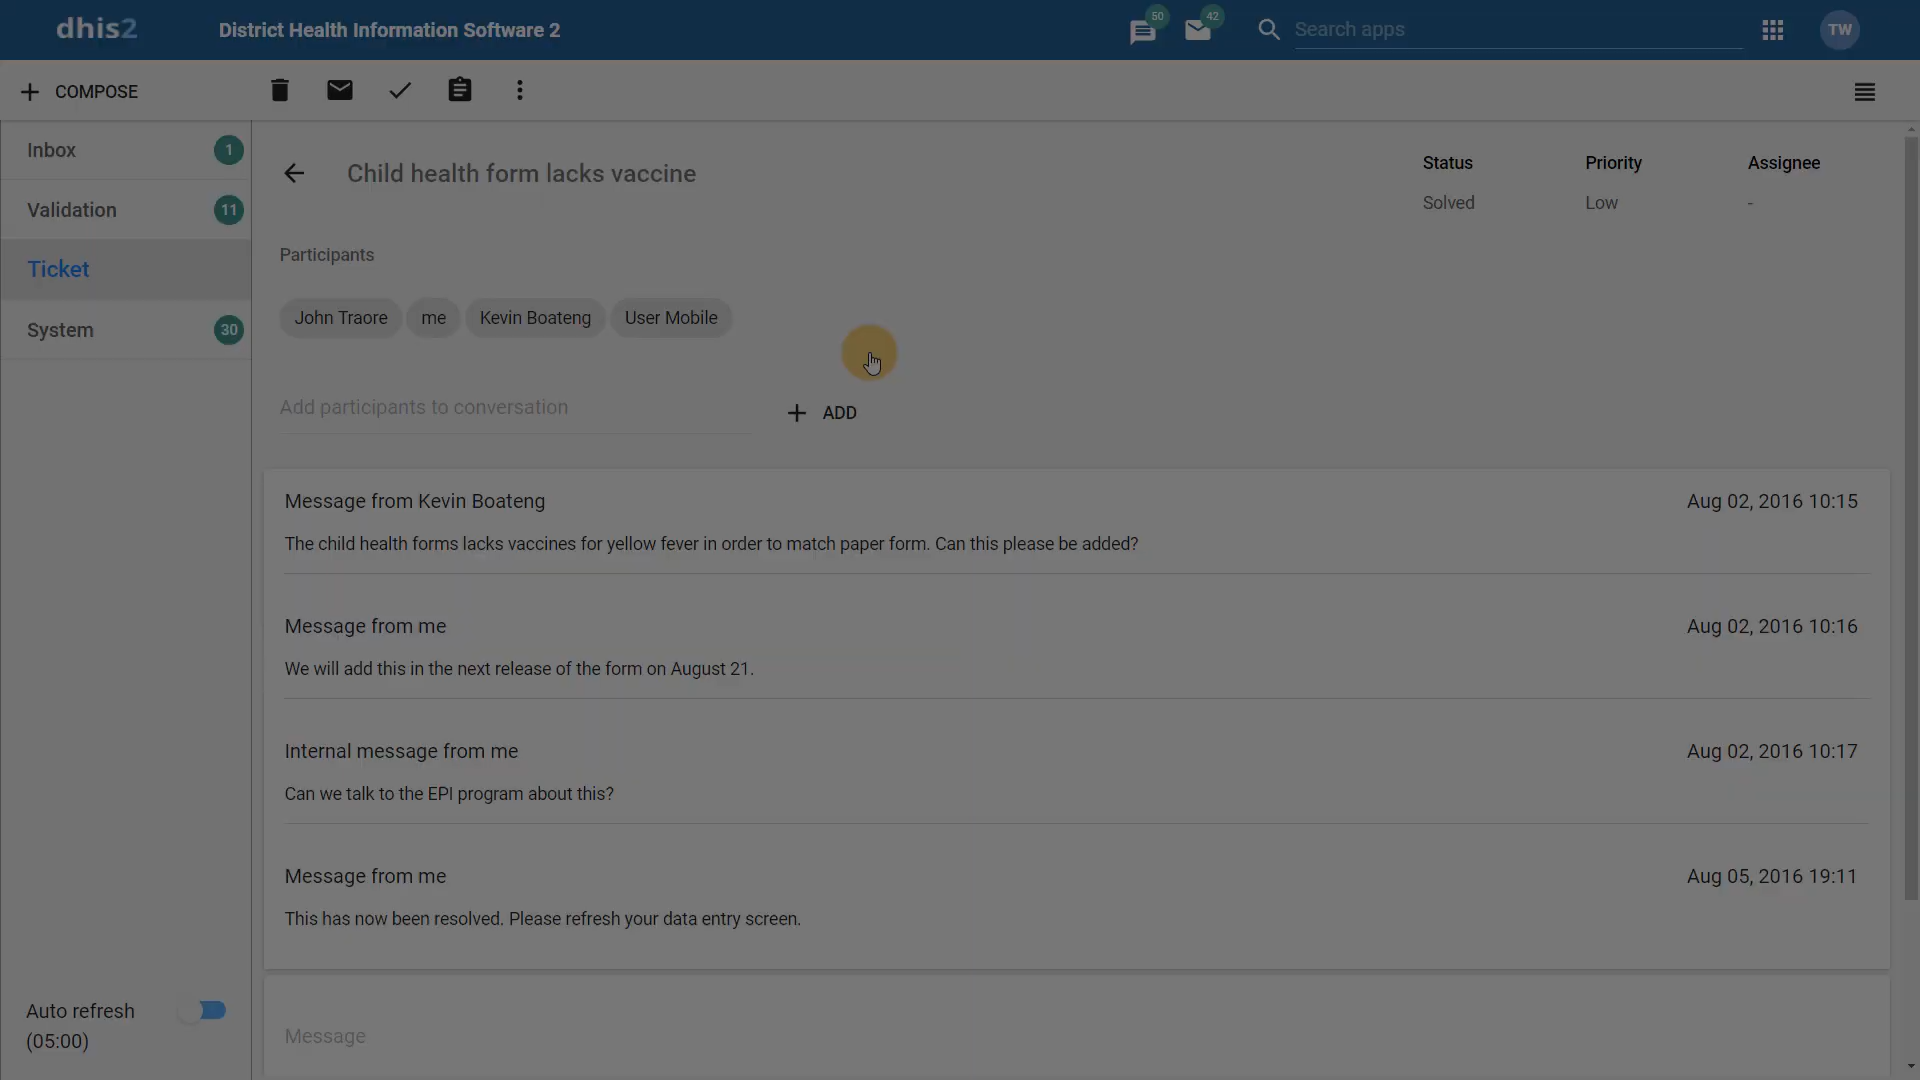 dhis2
District Health Information Software 2
50
42
Search apps
TW
COMPOSE
Inbox 1
Validation 11
Ticket
System 30
Auto refresh
(05:00)
Child health form lacks vaccine
Status Priority Assignee
Solved Low -
Participants
John Traore me Kevin Boateng User Mobile
Add participants to conversation
ADD
Message from Kevin Boateng Aug 02, 2016 10:15
The child health forms lacks vaccines for yellow fever in order to match paper form. Can this please be added?
Message from me Aug 02, 2016 10:16
We will add this in the next release of the form on August 21.
Internal message from me Aug 02, 2016 10:17
Can we talk to the EPI program about this?
Message from me Aug 05, 2016 19:11
This has now been resolved. Please refresh your data entry screen.
Message